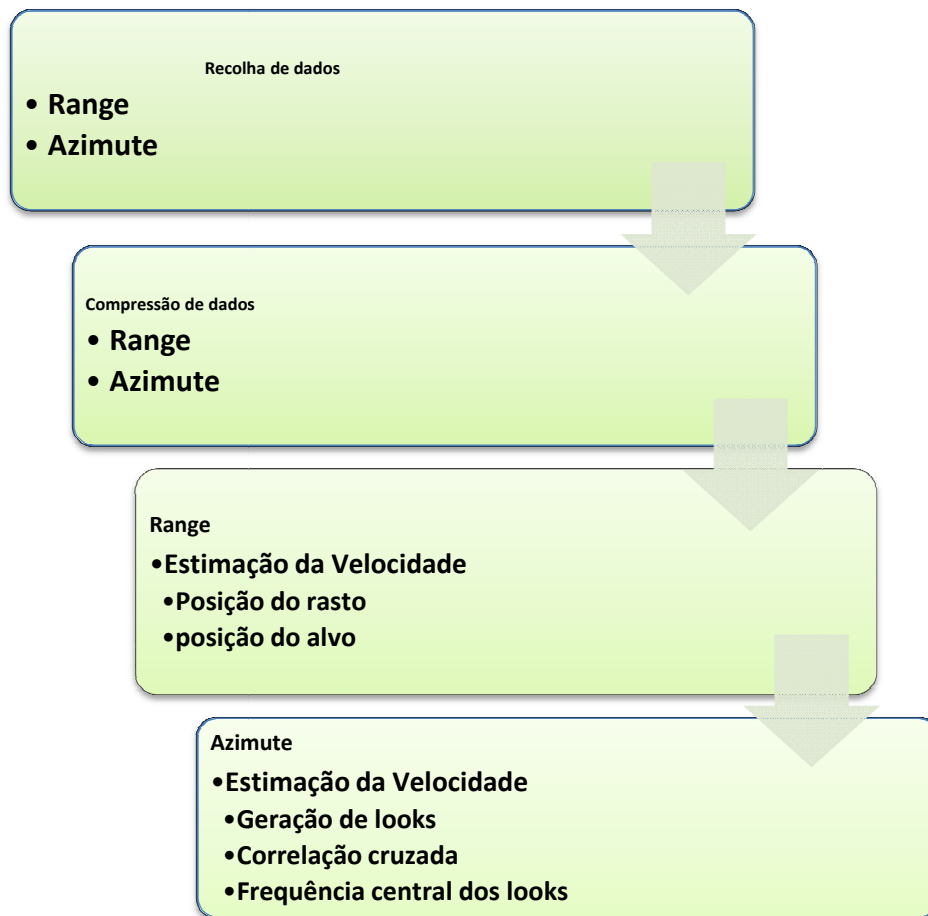 Recolha de dados
• Range
• Azimute
Compressão de dados
• Range
• Azimute
Range
•Estimação da Velocidade
•Posição do rasto
•posição do alvo
Azimute
•Estimação da Velocidade
•Geração de looks
•Correlação cruzada
•Frequência central dos looks